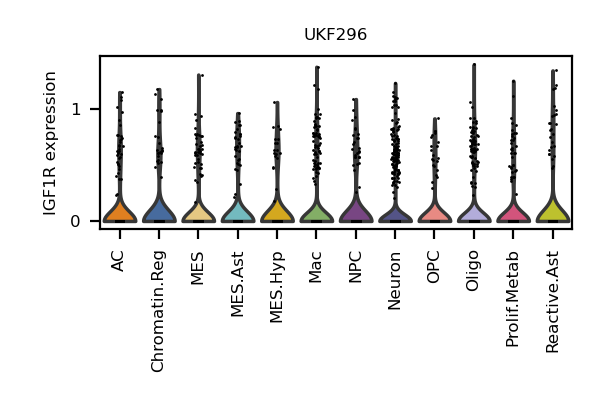 UKF296
IGF1R expression
1
0
AC
Chromatin.Reg
MES
MES.Ast
MES.Hyp
Mac
NPC
Neuron
OPC
Oligo
Prolif.Metab
Reactive.Ast